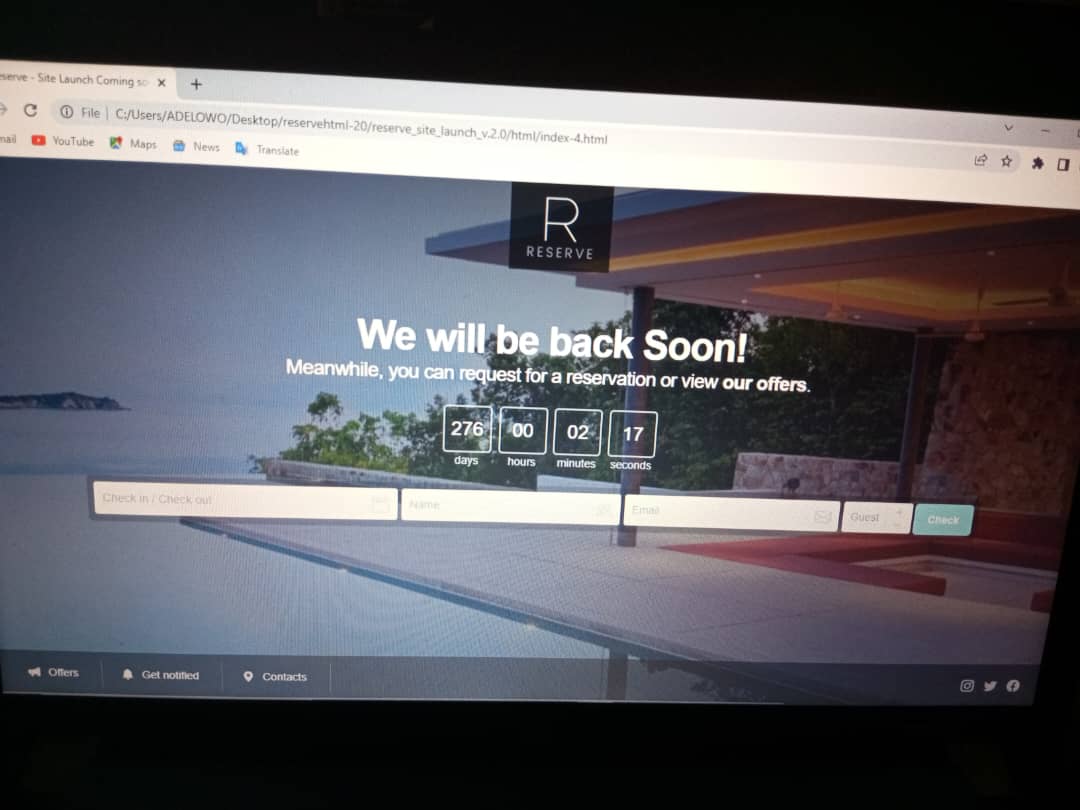 eserve - Site Launch Coming so
File | C:/Users/ADELOWO/Desktop/reservehtml-20/reserve_site_launch_v.2.0/html/index-4.html
mail YouTube Maps News Translate
R
RESERVE
We will be back Soon!
Meanwhile, you can request for a reservation or view our offers.
276 00 02 17
days hours minutes seconds
Check in / Check out Name Email Guest Check
Offers Get notified Contacts